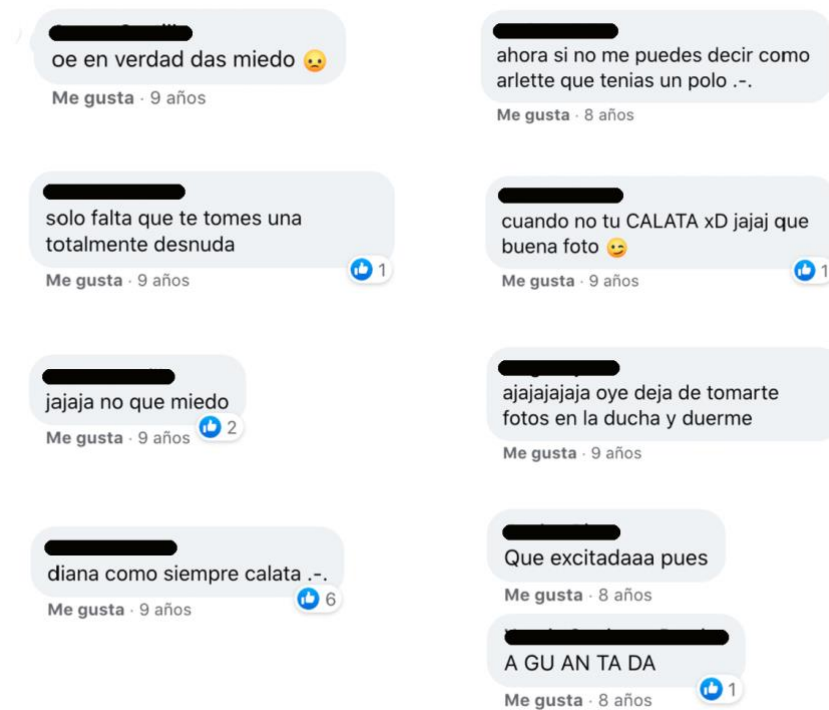 oe en verdad das miedo
Me gusta · 9 años
solo falta que te tomes una
totalmente desnuda
1
Me gusta · 9 años
jajaja no que miedo
2
Me gusta · 9 años
diana como siempre calata .-.
6
Me gusta · 9 años
ahora si no me puedes decir como
arlette que tenias un polo .-.
Me gusta · 8 años
cuando no tu CALATA xD jajaj que
buena foto
1
Me gusta · 9 años
ajajajajaja oye deja de tomarte
fotos en la ducha y duerme
Me gusta · 9 años
Que excitadaaa pues
Me gusta · 8 años
A GU AN TA DA
1
Me gusta · 8 años